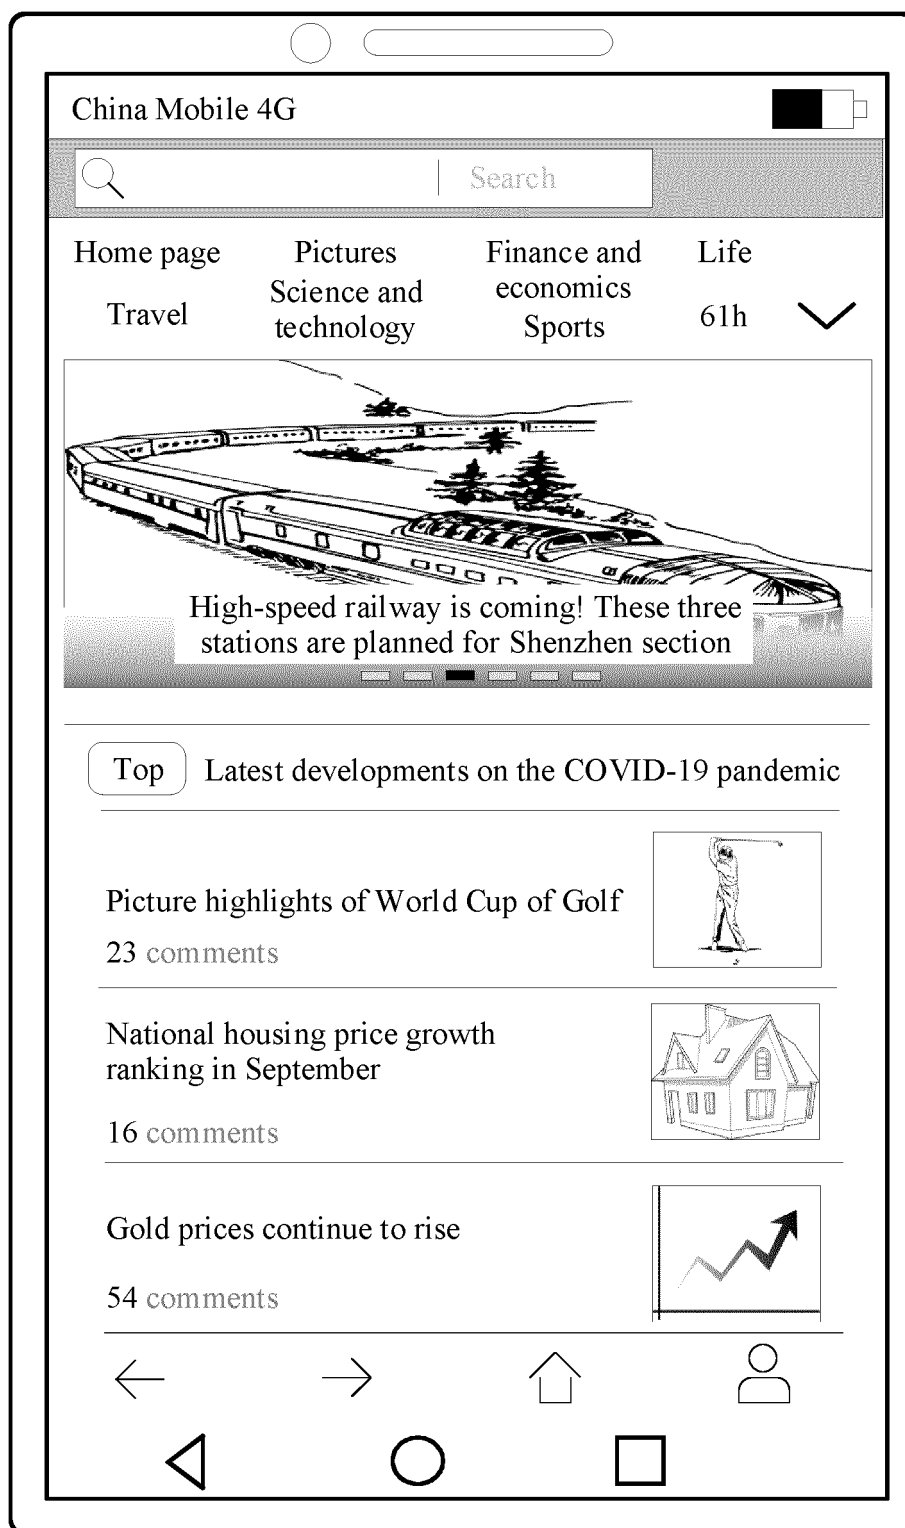 China Mobile 4G
Search
Home page Pictures Finance and economics Life
Travel Science and technology Sports 61h
High-speed railway is coming! These three
stations are planned for Shenzhen section
Top Latest developments on the COVID-19 pandemic
Picture highlights of World Cup of Golf
23 comments
National housing price growth
ranking in September
16 comments
Gold prices continue to rise
54 comments